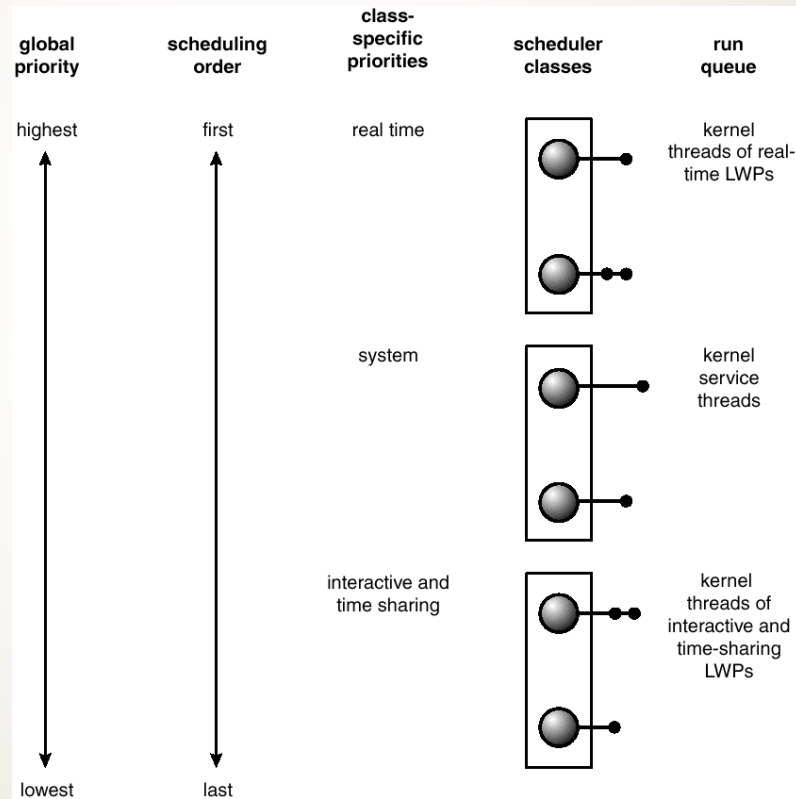 global
priority
scheduling
order
class-
specific
priorities
scheduler
classes
run
queue
highest
first
real time
kernel
threads of real-
time LWPs
system
kernel
service
threads
interactive and
time sharing
kernel
threads of
interactive and
time-sharing
LWPs
lowest
last